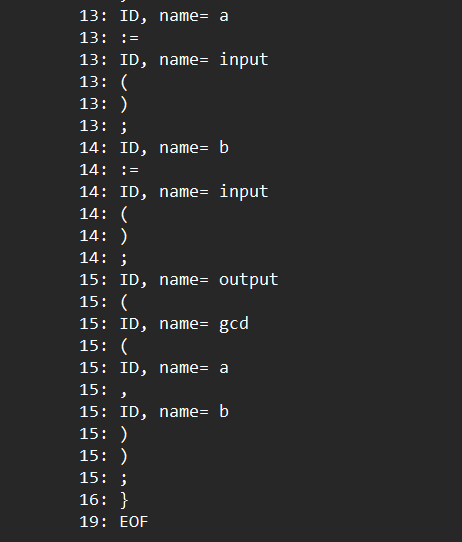 13: ID, name= a
13: :=
13: ID, name= input
13: (
13: )
13: ;
14: ID, name= b
14: :=
14: ID, name= input
14: (
14: )
14: ;
15: ID, name= output
15: (
15: ID, name= gcd
15: (
15: ID, name= a
15: ,
15: ID, name= b
15: )
15: )
15: ;
16: }
19: EOF